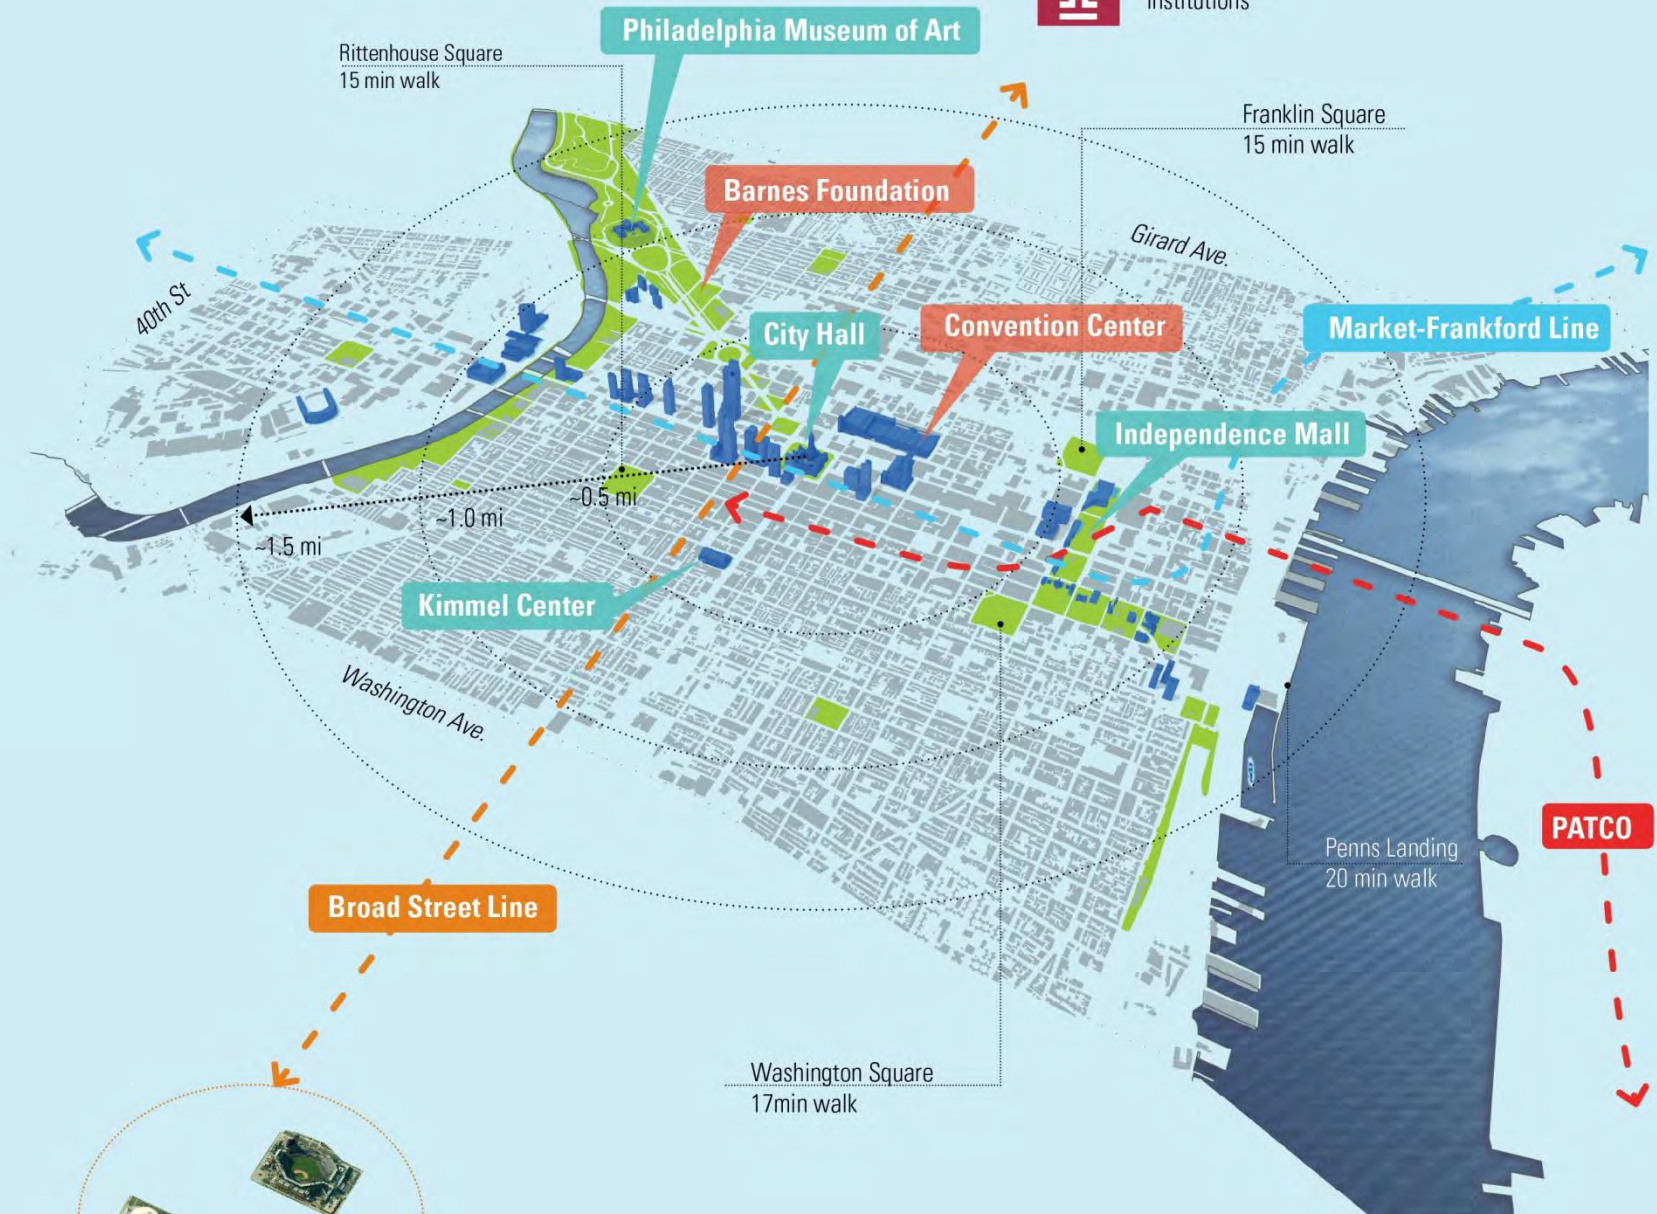 Institutions
Philadelphia Museum of Art
Rittenhouse Square
15 min walk
Franklin Square
15 min walk
Barnes Foundation
Girard Ave.
40th St
City Hall
Convention Center
Market-Frankford Line
Independence Mall
~0.5 mi
~1.0 mi
~1.5 mi
Kimmel Center
Washington Ave.
PATCO
Penns Landing
20 min walk
Broad Street Line
Washington Square
17min walk